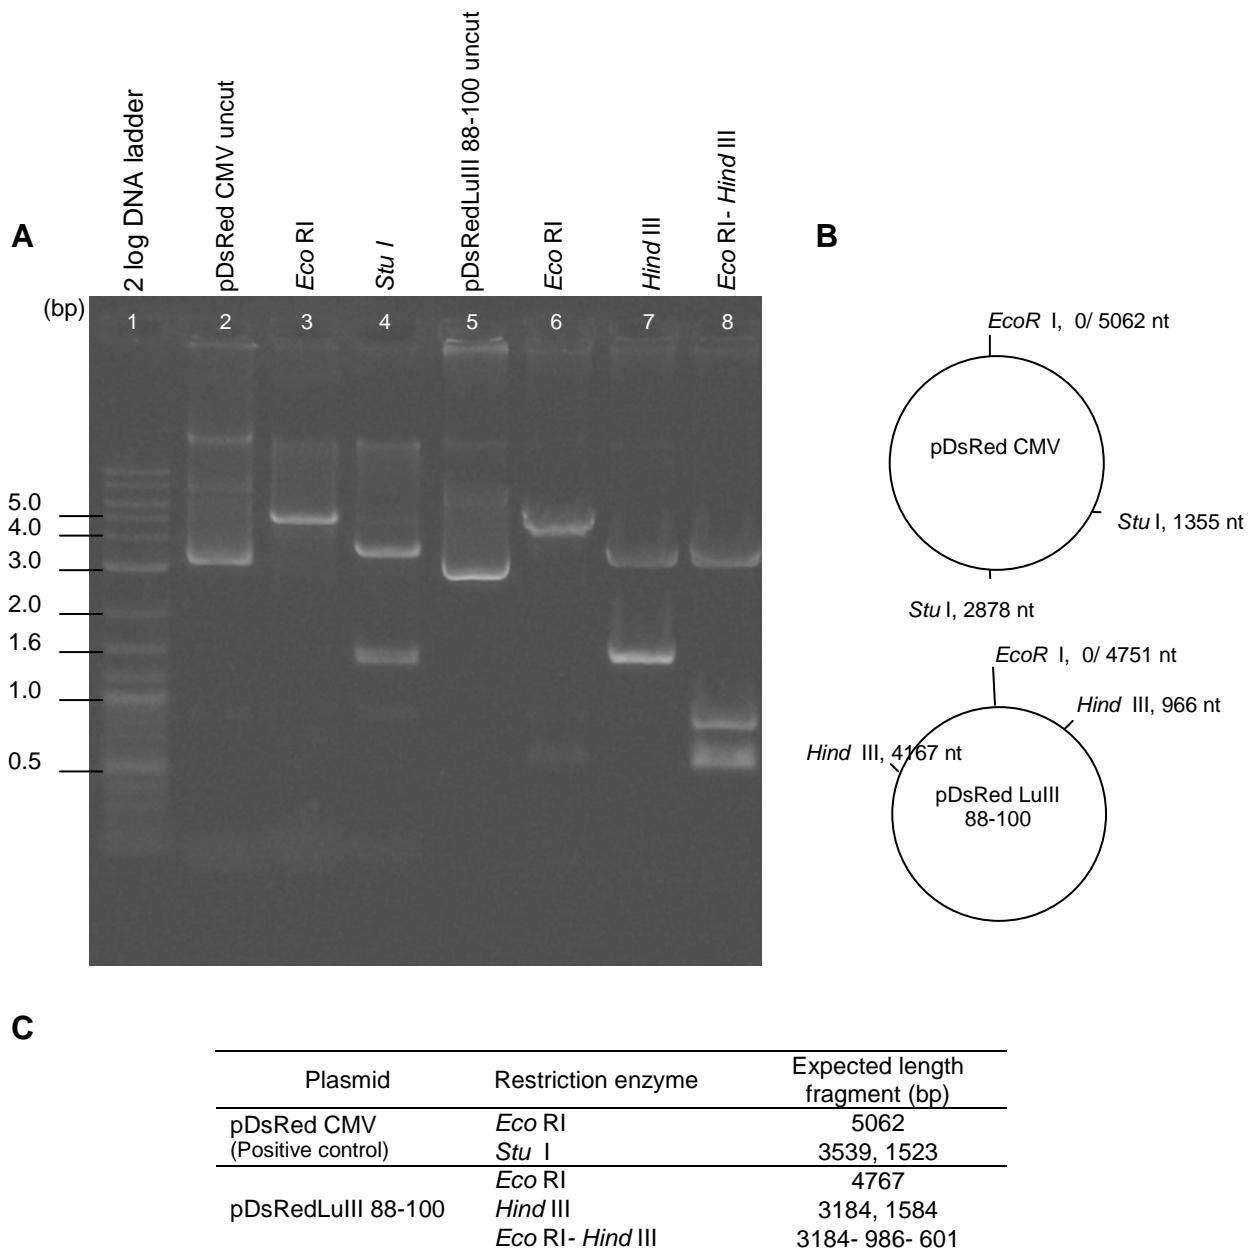 A
(bp)
2 log DNA ladder
pDsRed CMV uncut
Eco RI
Stu I
pDsRedLuIII 88-100 uncut
Eco RI
Hind III
Eco RI- Hind III
1 2 3 4 5 6 7 8
5.0
4.0
3.0
2.0
1.6
1.0
0.5
B
EcoR I, 0/ 5062 nt
pDsRed CMV
Stu I, 1355 nt
Stu I, 2878 nt
EcoR I, 0/ 4751 nt
Hind III, 966 nt
Hind III, 4167 nt
pDsRed LuIII
88-100
C
Plasmid Restriction enzyme Expected length
fragment (bp)
pDsRed CMV Eco RI 5062
(Positive control) Stu I 3539, 1523
Eco RI 4767
pDsRedLuIII 88-100 Hind III 3184, 1584
Eco RI- Hind III 3184- 986- 601